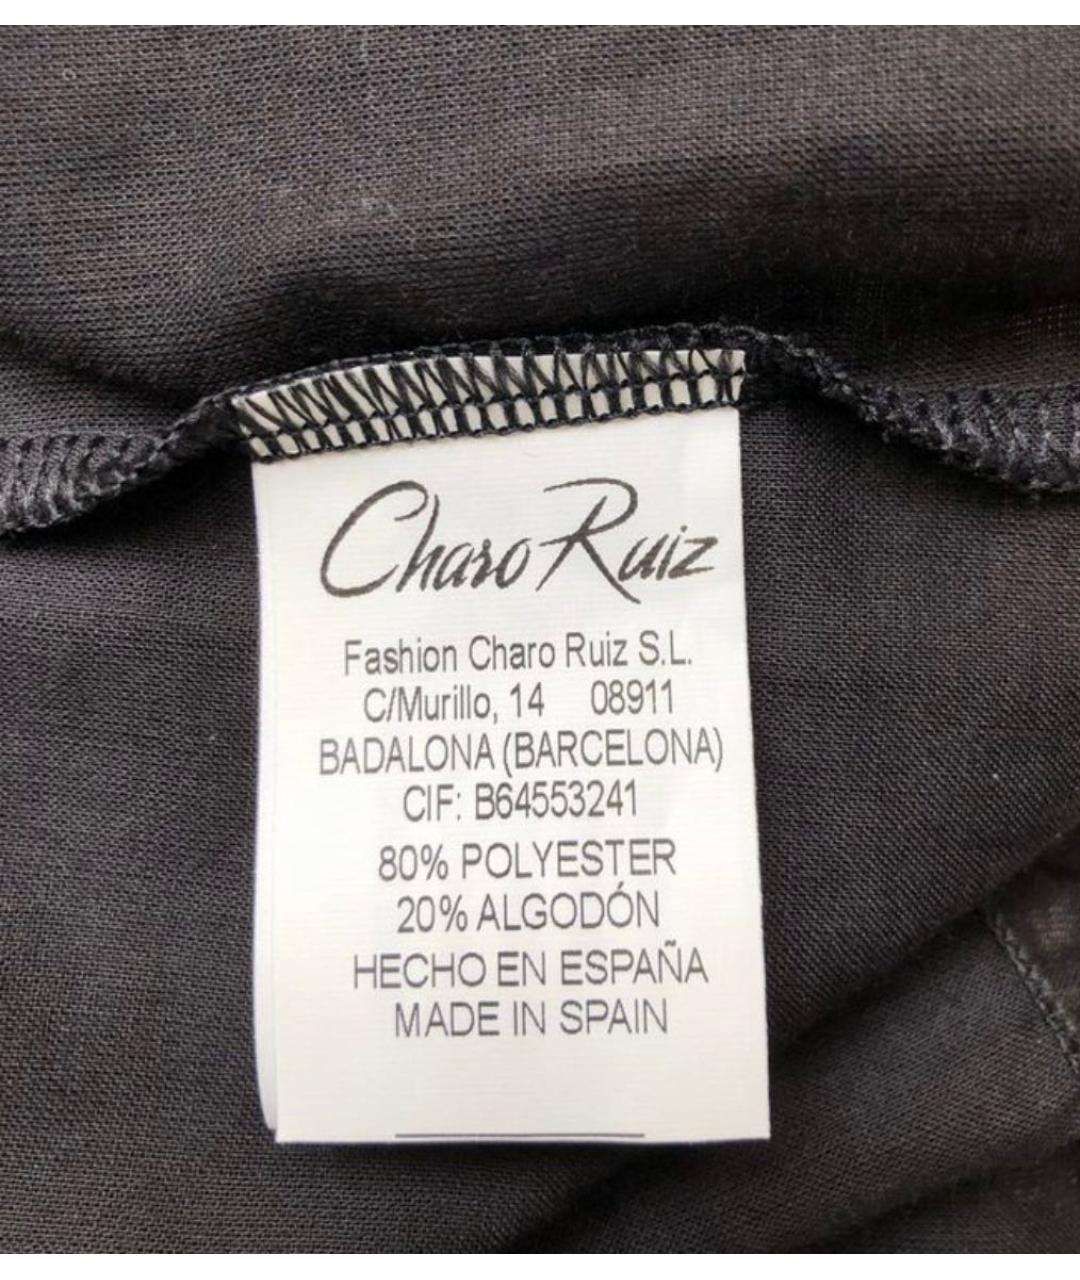 Charo Ruiz
Fashion Charo Ruiz S.L.
C/Murillo, 14 08911
BADALONA (BARCELONA)
CIF: B64553241
80% POLYESTER
20% ALGODÓN
HECHO EN ESPAÑA
MADE IN SPAIN